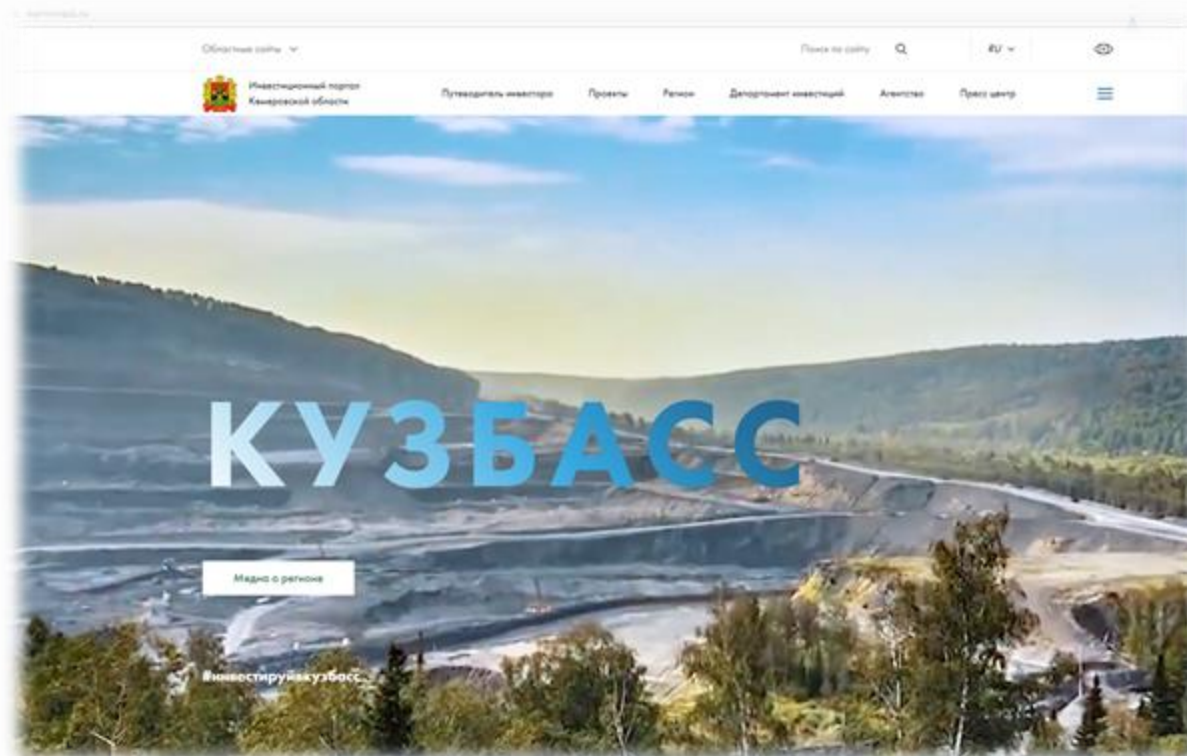 Областные сайты
Поиск по сайту
RU
Инвестиционный портал
Кемеровской области
Путеводитель инвестора
Проекты
Регион
Департамент инвестиций
Агентство
Пресс центр
КУЗБАСС
Медиа о регионе
#инвестируйвкузбасс